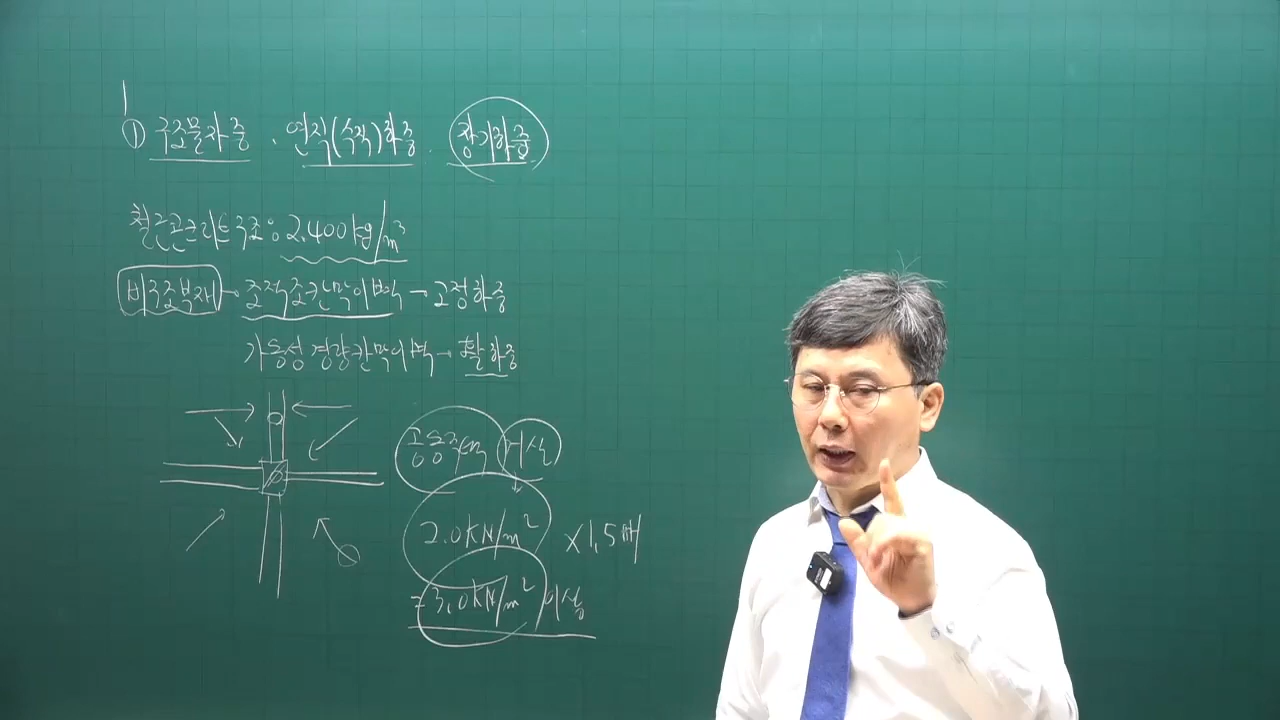 ① 구조물자중, 연직(수직)하중, 장기하중
철근콘크리트구조: 2,400kg/m³
비구조부재 → 조적조칸막이벽 → 고정하중
가동성 경량칸막이벽 → 활하중
공동주택 거실
2.0KN/m² ×1.5배
=3.0KN/m² 이상